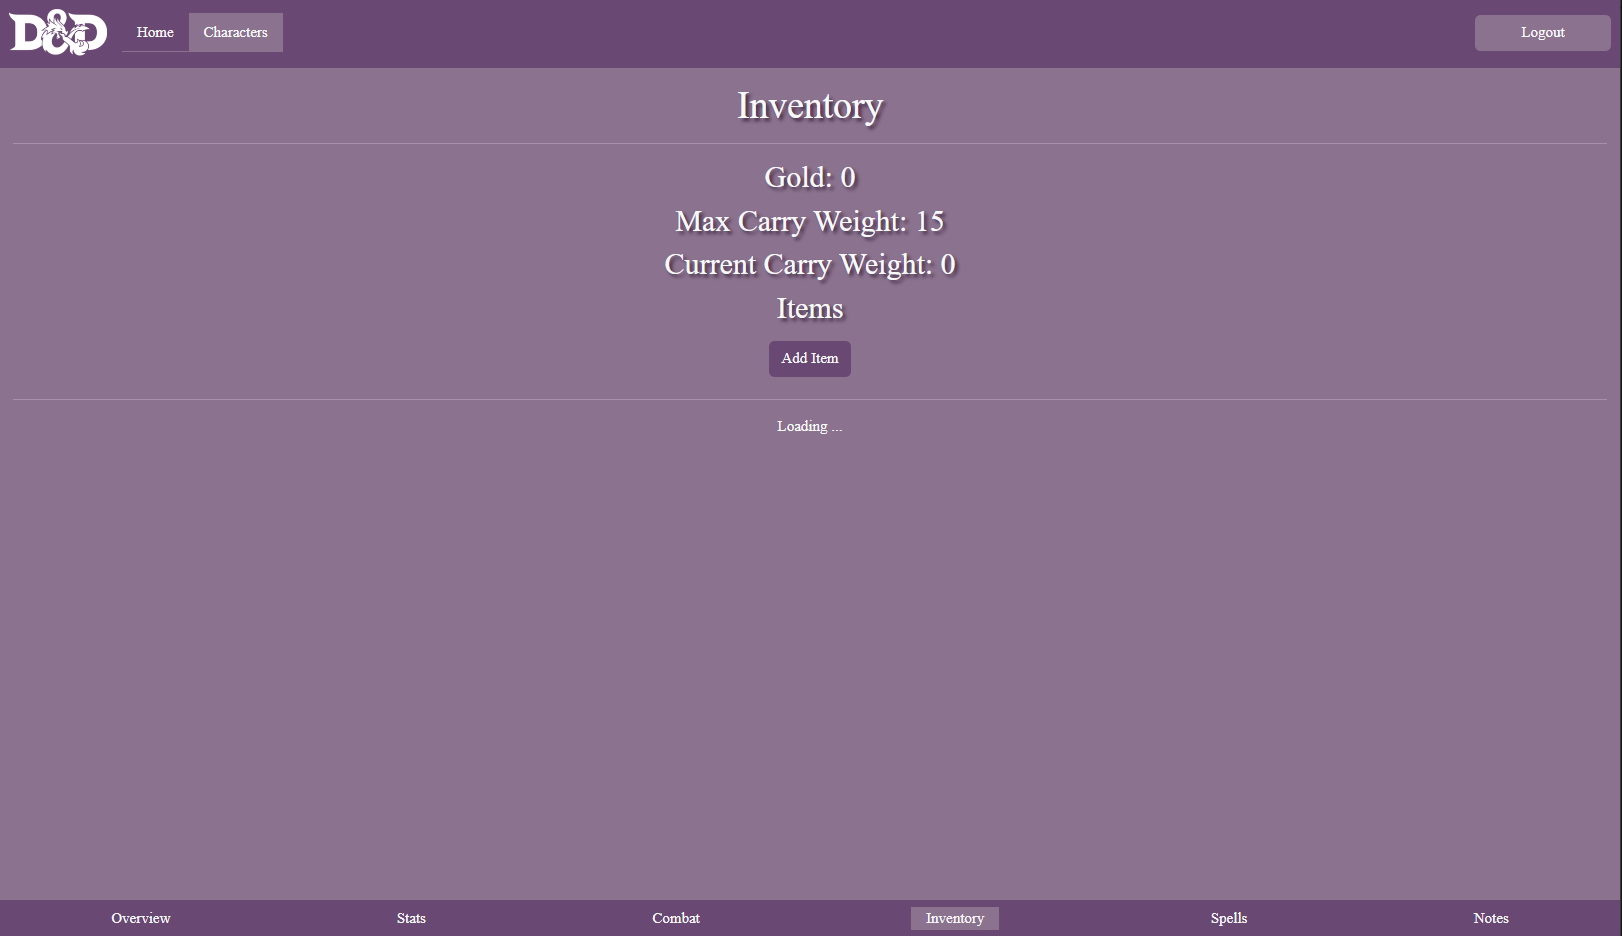 D&D Home Characters Logout
Inventory
Gold: 0
Max Carry Weight: 15
Current Carry Weight: 0
Items
Add Item
Loading ...
Overview Stats Combat Inventory Spells Notes